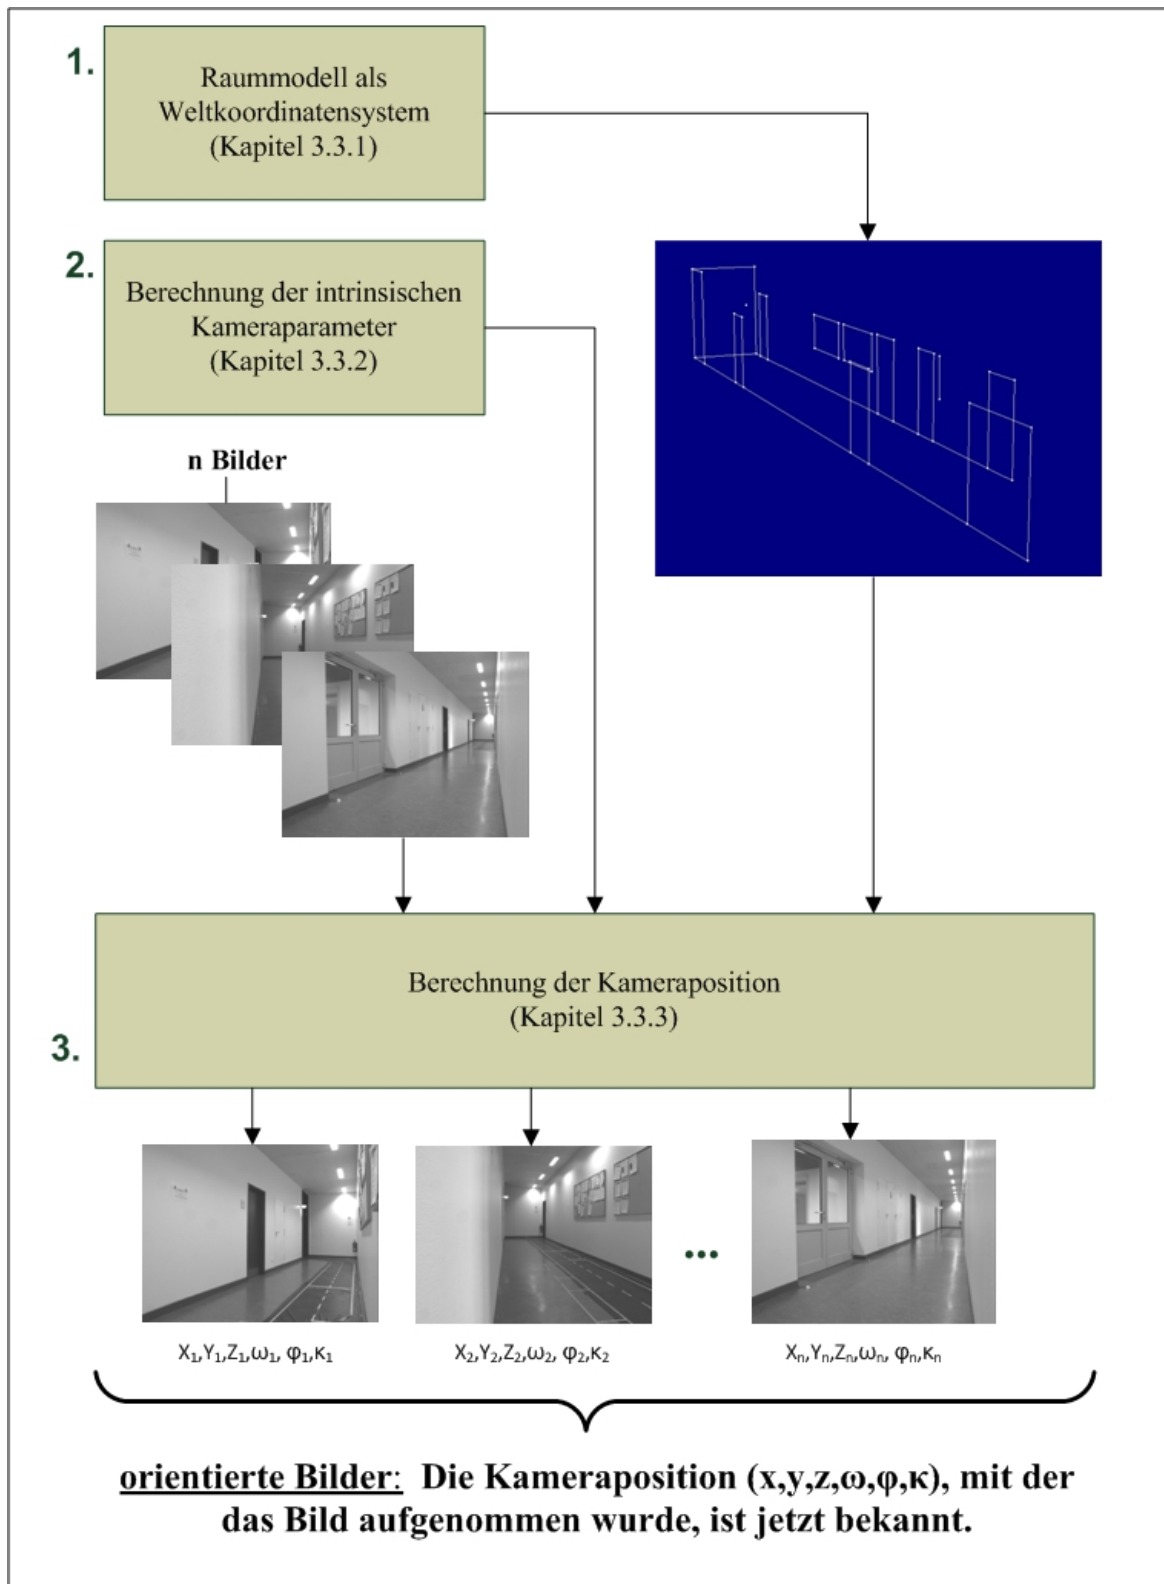 1.
Raummodell als
Weltkoordinatensystem
(Kapitel 3.3.1)
2.
Berechnung der intrinsischen
Kameraparameter
(Kapitel 3.3.2)
n Bilder
Berechnung der Kameraposition
(Kapitel 3.3.3)
3.
X₁,Y₁,Z₁,ω₁, φ₁,κ₁
X₂,Y₂,Z₂,ω₂, φ₂,κ₂
...
Xₙ,Yₙ,Zₙ,ωₙ, φₙ,κₙ
orientierte Bilder: Die Kameraposition (x,y,z,ω,φ,κ), mit der
das Bild aufgenommen wurde, ist jetzt bekannt.